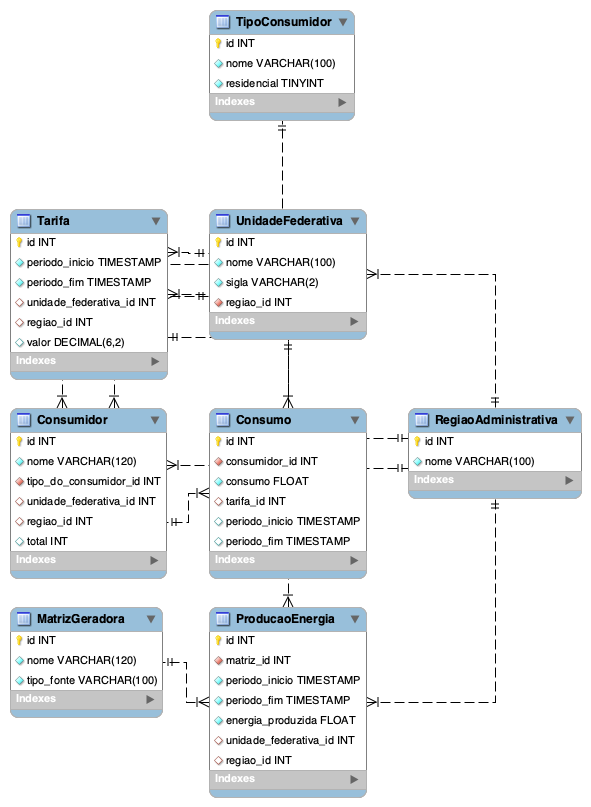 TipoConsumidor
id INT
nome VARCHAR(100)
residencial TINYINT
Indexes
Tarifa
id INT
periodo_inicio TIMESTAMP
periodo_fim TIMESTAMP
unidade_federativa_id INT
regiao_id INT
valor DECIMAL(6,2)
Indexes
UnidadeFederativa
id INT
nome VARCHAR(100)
sigla VARCHAR(2)
regiao_id INT
Indexes
Consumidor
id INT
nome VARCHAR(120)
tipo_do_consumidor_id INT
unidade_federativa_id INT
regiao_id INT
total INT
Indexes
Consumo
id INT
consumidor_id INT
consumo FLOAT
tarifa_id INT
periodo_inicio TIMESTAMP
periodo_fim TIMESTAMP
Indexes
RegiaoAdministrativa
id INT
nome VARCHAR(100)
Indexes
MatrizGeradora
id INT
nome VARCHAR(120)
tipo_fonte VARCHAR(100)
Indexes
ProducaoEnergia
id INT
matriz_id INT
periodo_inicio TIMESTAMP
periodo_fim TIMESTAMP
energia_produzida FLOAT
unidade_federativa_id INT
regiao_id INT
Indexes